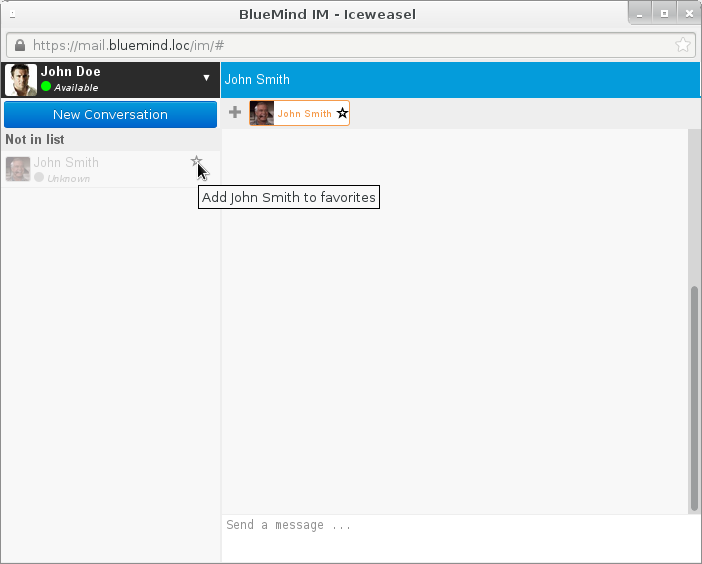 BlueMind IM - Iceweasel
https://mail.bluemind.loc/im/#
John Doe
Available
John Smith
New Conversation
John Smith
Not in list
John Smith
Unknown
Add John Smith to favorites
Send a message ...